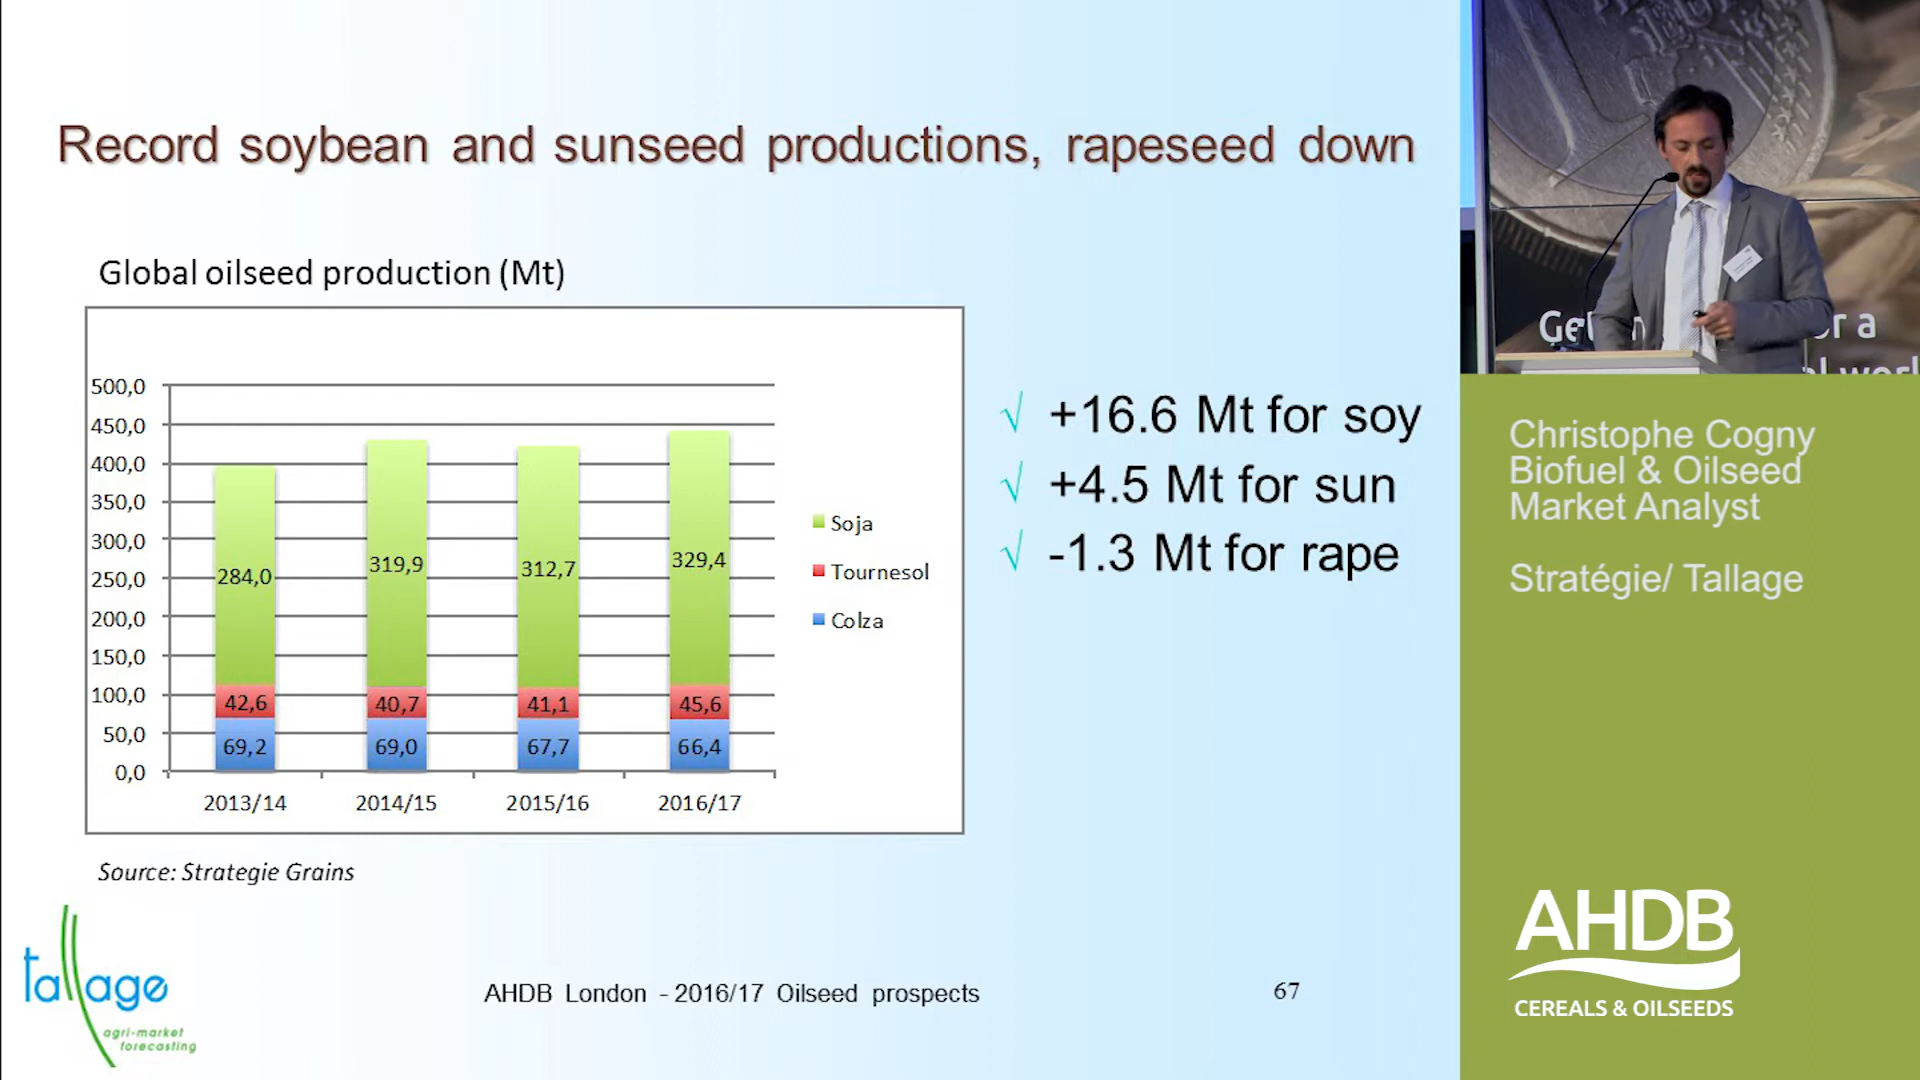 Record soybean and sunseed productions, rapeseed down
Global oilseed production (Mt)
500,0
450,0
400,0
350,0
300,0
250,0
200,0
150,0
100,0
50,0
0,0
284,0
319,9
312,7
329,4
42,6
40,7
41,1
45,6
69,2
69,0
67,7
66,4
2013/14
2014/15
2015/16
2016/17
Soja
Tournesol
Colza
Source: Strategie Grains
√ +16.6 Mt for soy
√ +4.5 Mt for sun
√ -1.3 Mt for rape
tallage
agri-market
forecasting
AHDB London - 2016/17 Oilseed prospects
67
Christophe Cogny
Biofuel & Oilseed
Market Analyst
Stratégie/ Tallage
AHDB
CEREALS & OILSEEDS